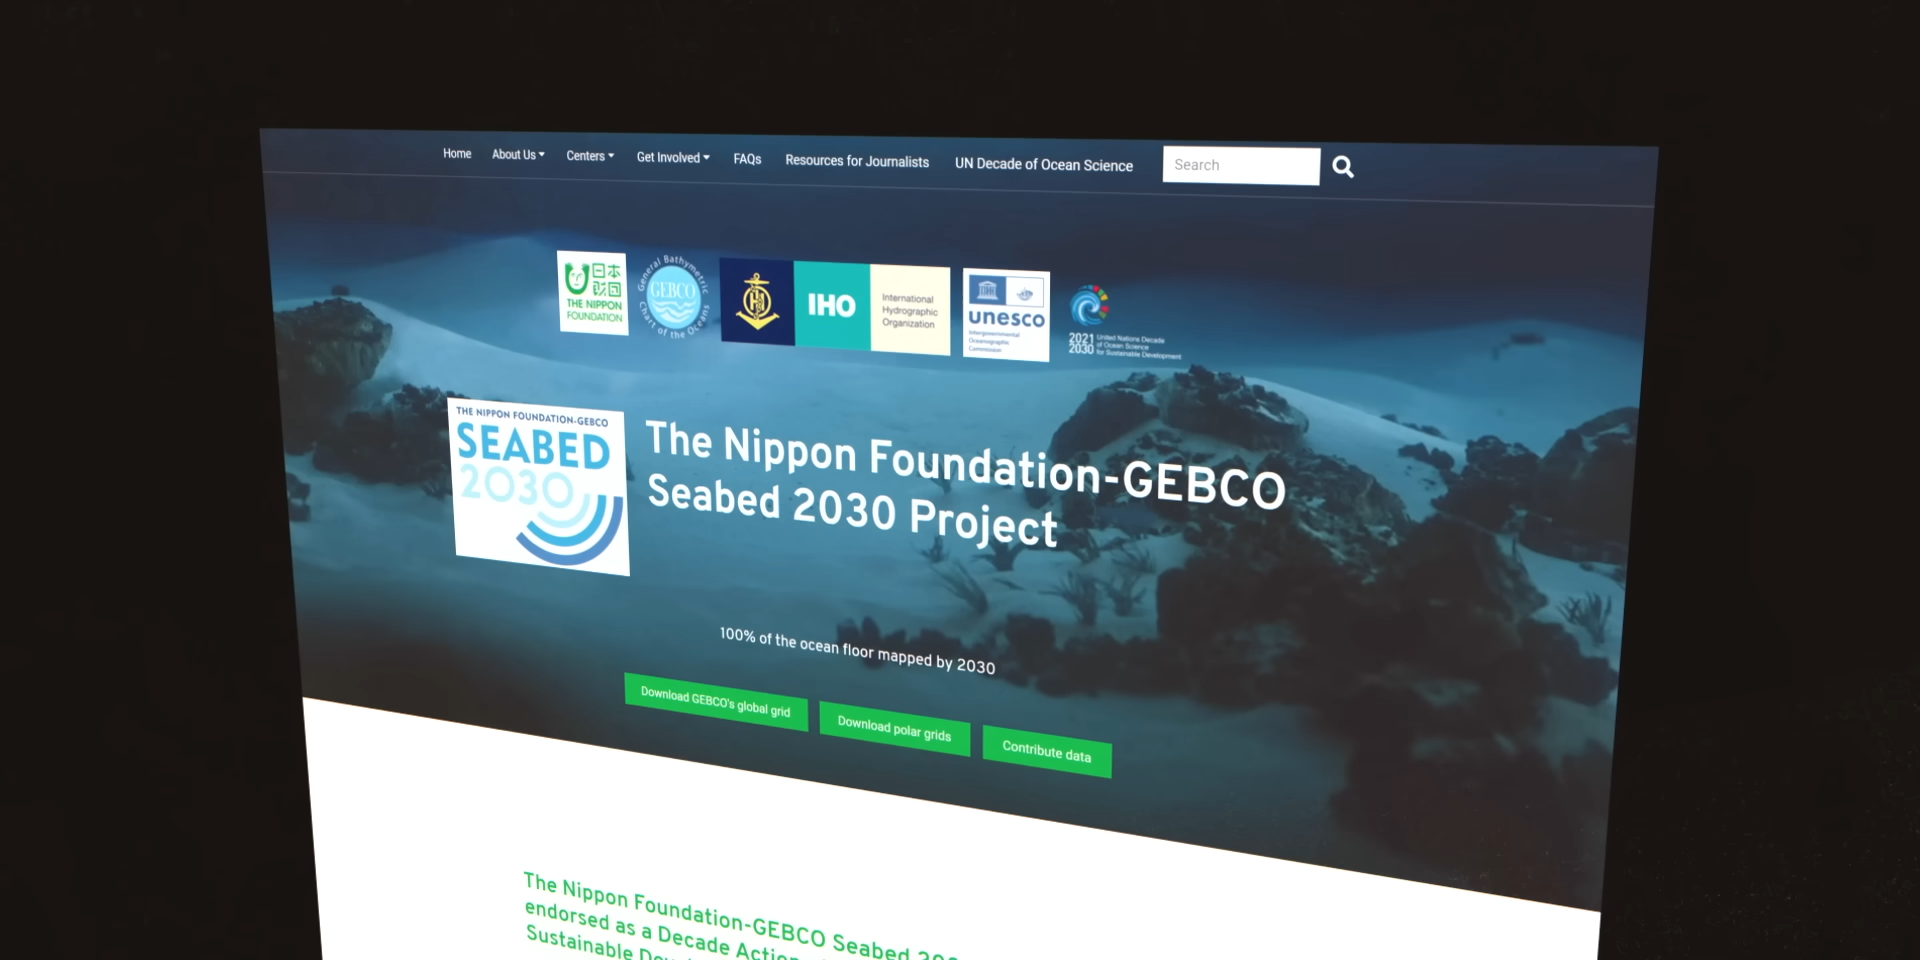 Home About Us Centers Get Involved FAQs Resources for Journalists UN Decade of Ocean Science Search
日本
財団
THE NIPPON
FOUNDATION
General Bathymetric
GEBCO
Chart of the Oceans
IHO
International
Hydrographic
Organization
unesco
Intergovernmental
Oceanographic
Commission
2021 United Nations Decade
of Ocean Science
2030 for Sustainable Development
THE NIPPON FOUNDATION-GEBCO
SEABED
2030
The Nippon Foundation-GEBCO
Seabed 2030 Project
100% of the ocean floor mapped by 2030
Download GEBCO's global grid Download polar grids Contribute data
The Nippon Foundation-GEBCO Seabed
endorsed as a Decade Action
Sustainable